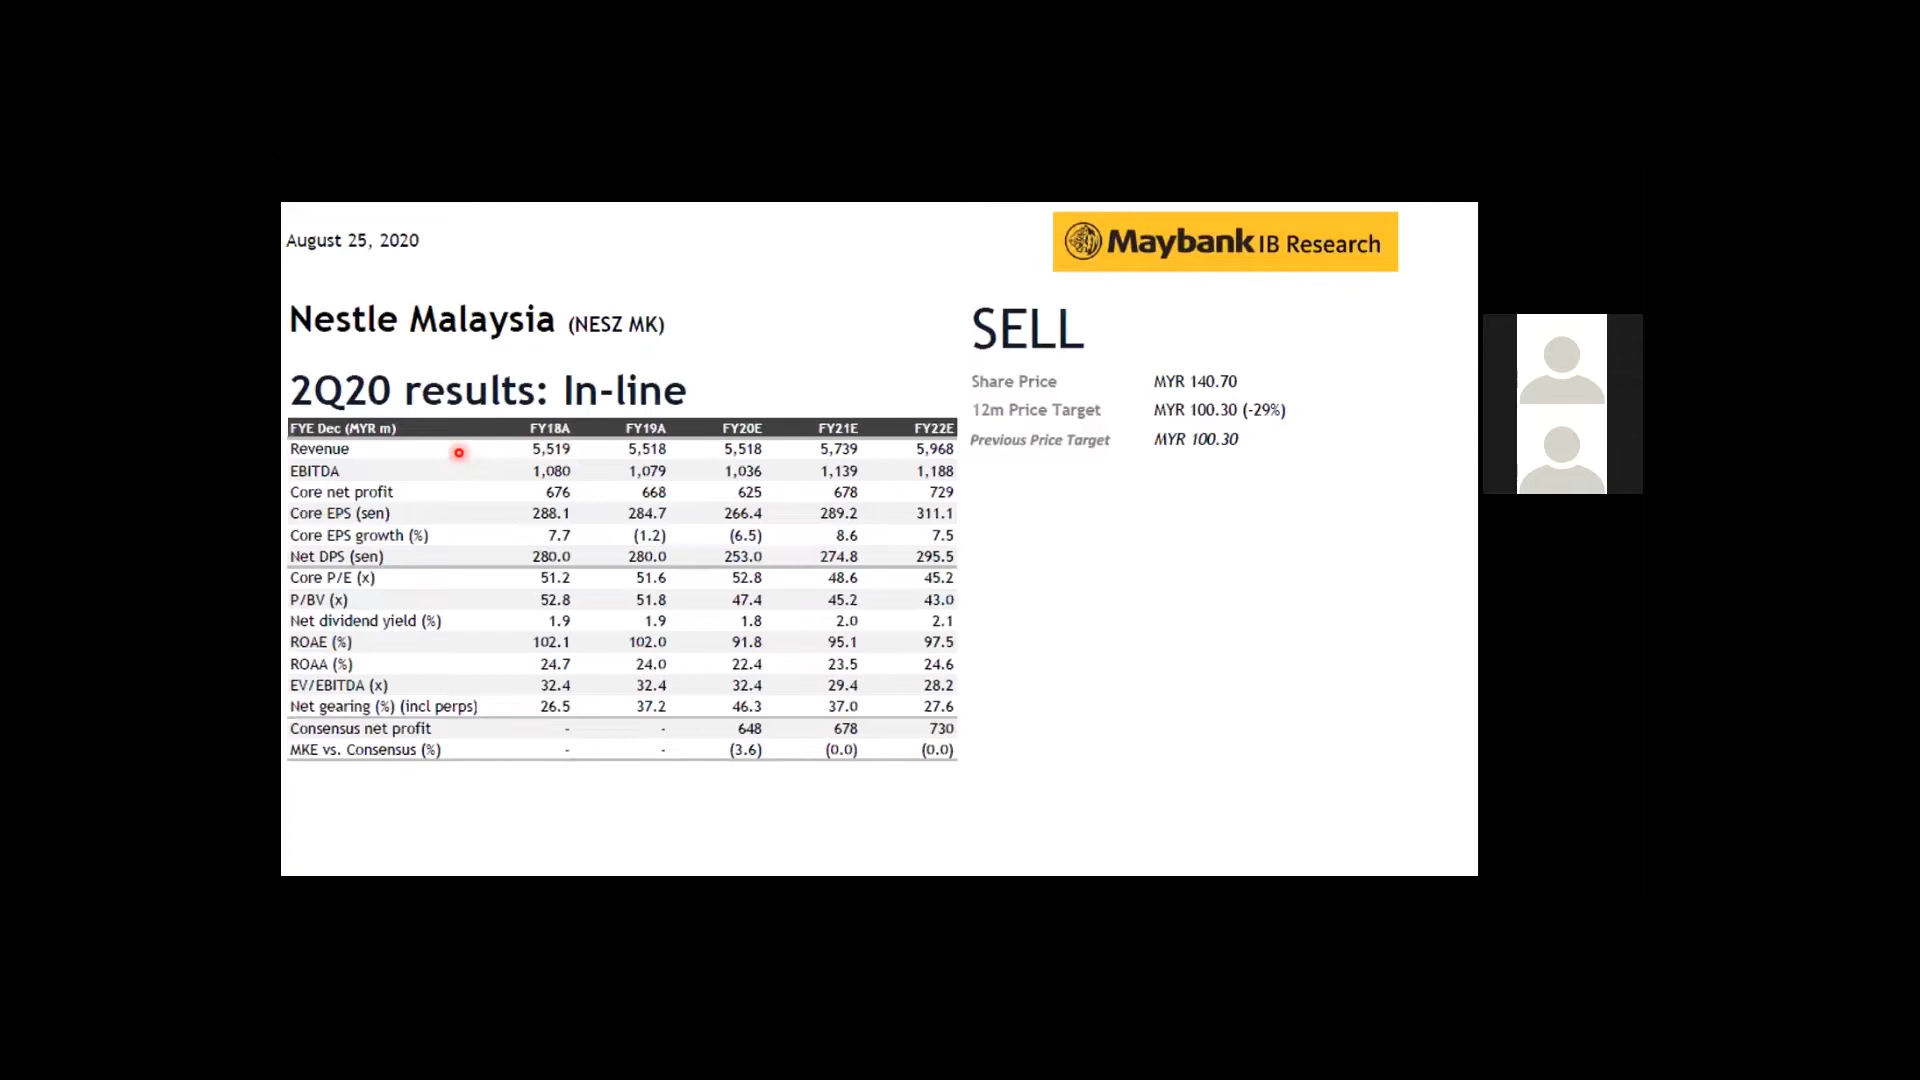 August 25, 2020
Maybank IB Research
Nestle Malaysia (NESZ MK)
SELL
2Q20 results: In-line
Share Price MYR 140.70
12m Price Target MYR 100.30 (-29%)
Previous Price Target MYR 100.30
FYE Dec (MYR m) FY18A FY19A FY20E FY21E FY22E
Revenue 5,519 5,518 5,518 5,739 5,968
EBITDA 1,080 1,079 1,036 1,139 1,188
Core net profit 676 668 625 678 729
Core EPS (sen) 288.1 284.7 266.4 289.2 311.1
Core EPS growth (%) 7.7 (1.2) (6.5) 8.6 7.5
Net DPS (sen) 280.0 280.0 253.0 274.8 295.5
Core P/E (x) 51.2 51.6 52.8 48.6 45.2
P/BV (x) 52.8 51.8 47.4 45.2 43.0
Net dividend yield (%) 1.9 1.9 1.8 2.0 2.1
ROAE (%) 102.1 102.0 91.8 95.1 97.5
ROAA (%) 24.7 24.0 22.4 23.5 24.6
EV/EBITDA (x) 32.4 32.4 32.4 29.4 28.2
Net gearing (%) (incl perps) 26.5 37.2 46.3 37.0 27.6
Consensus net profit - - 648 678 730
MKE vs. Consensus (%) - - (3.6) (0.0) (0.0)